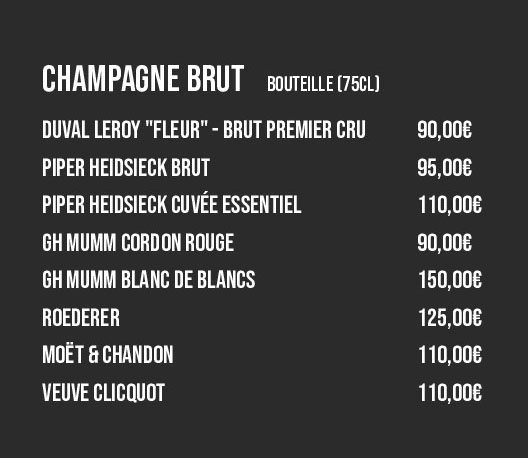 CHAMPAGNE BRUT BOUTEILLE (75CL)
DUVAL LEROY "FLEUR" - BRUT PREMIER CRU 90,00€
PIPER HEIDSIECK BRUT 95,00€
PIPER HEIDSIECK CUVÉE ESSENTIEL 110,00€
GH MUMM CORDON ROUGE 90,00€
GH MUMM BLANC DE BLANCS 150,00€
ROEDERER 125,00€
MOËT & CHANDON 110,00€
VEUVE CLICQUOT 110,00€